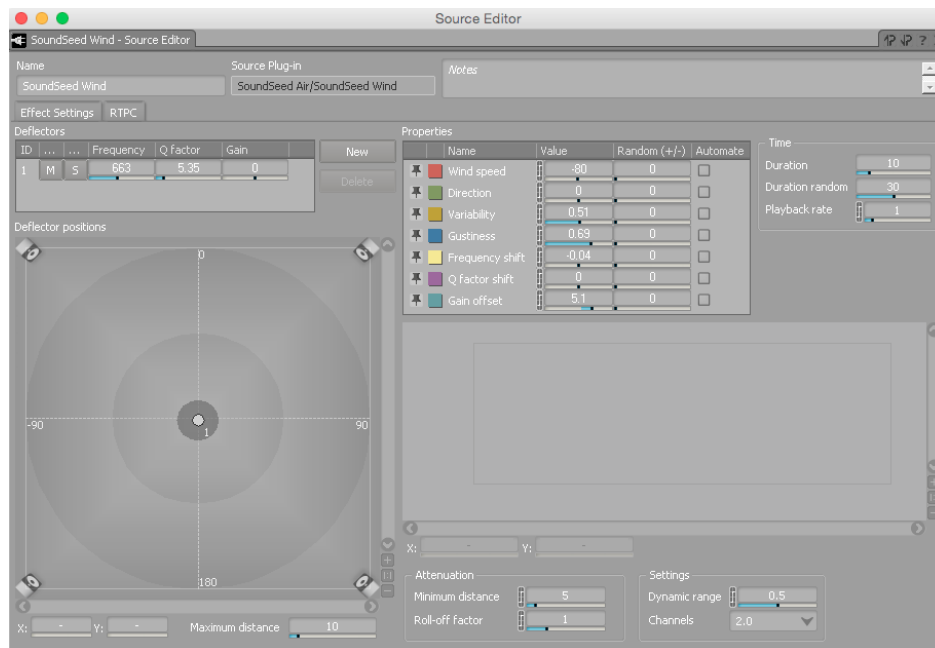 Source Editor
SoundSeed Wind - Source Editor
?
Name
Source Plug-in
Notes
SoundSeed Wind
SoundSeed Air/SoundSeed Wind
Effect Settings
RTPC
Deflectors
ID ... ... Frequency Q factor Gain
1 M S 663 5.35 0
New
Delete
Deflector positions
0
-90
90
1
180
X: - Y: -
Maximum distance 10
Properties
Name Value Random (+/-) Automate
Wind speed -80 0
Direction 0 0
Variability 0.51 0
Gustiness 0.69 0
Frequency shift -0.04 0
Q factor shift 0 0
Gain offset 5.1 0
Time
Duration 10
Duration random 30
Playback rate 1
X: - Y: -
Attenuation
Minimum distance 5
Roll-off factor 1
Settings
Dynamic range 0.5
Channels 2.0